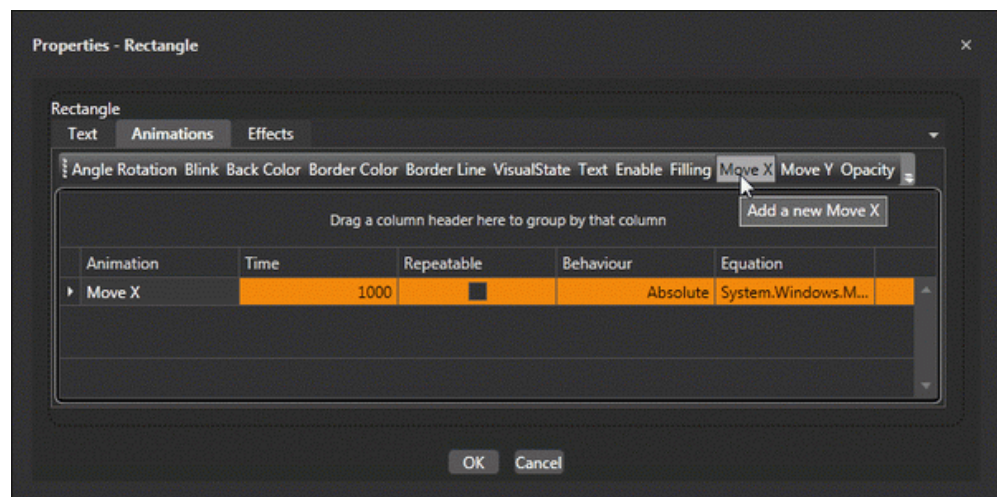 Properties - Rectangle
Rectangle
Text Animations Effects
Angle Rotation Blink Back Color Border Color Border Line VisualState Text Enable Filling Move X Move Y Opacity
Add a new Move X
Drag a column header here to group by that column
Animation Time Repeatable Behaviour Equation
Move X 1000 Absolute System.Windows.M...
OK Cancel